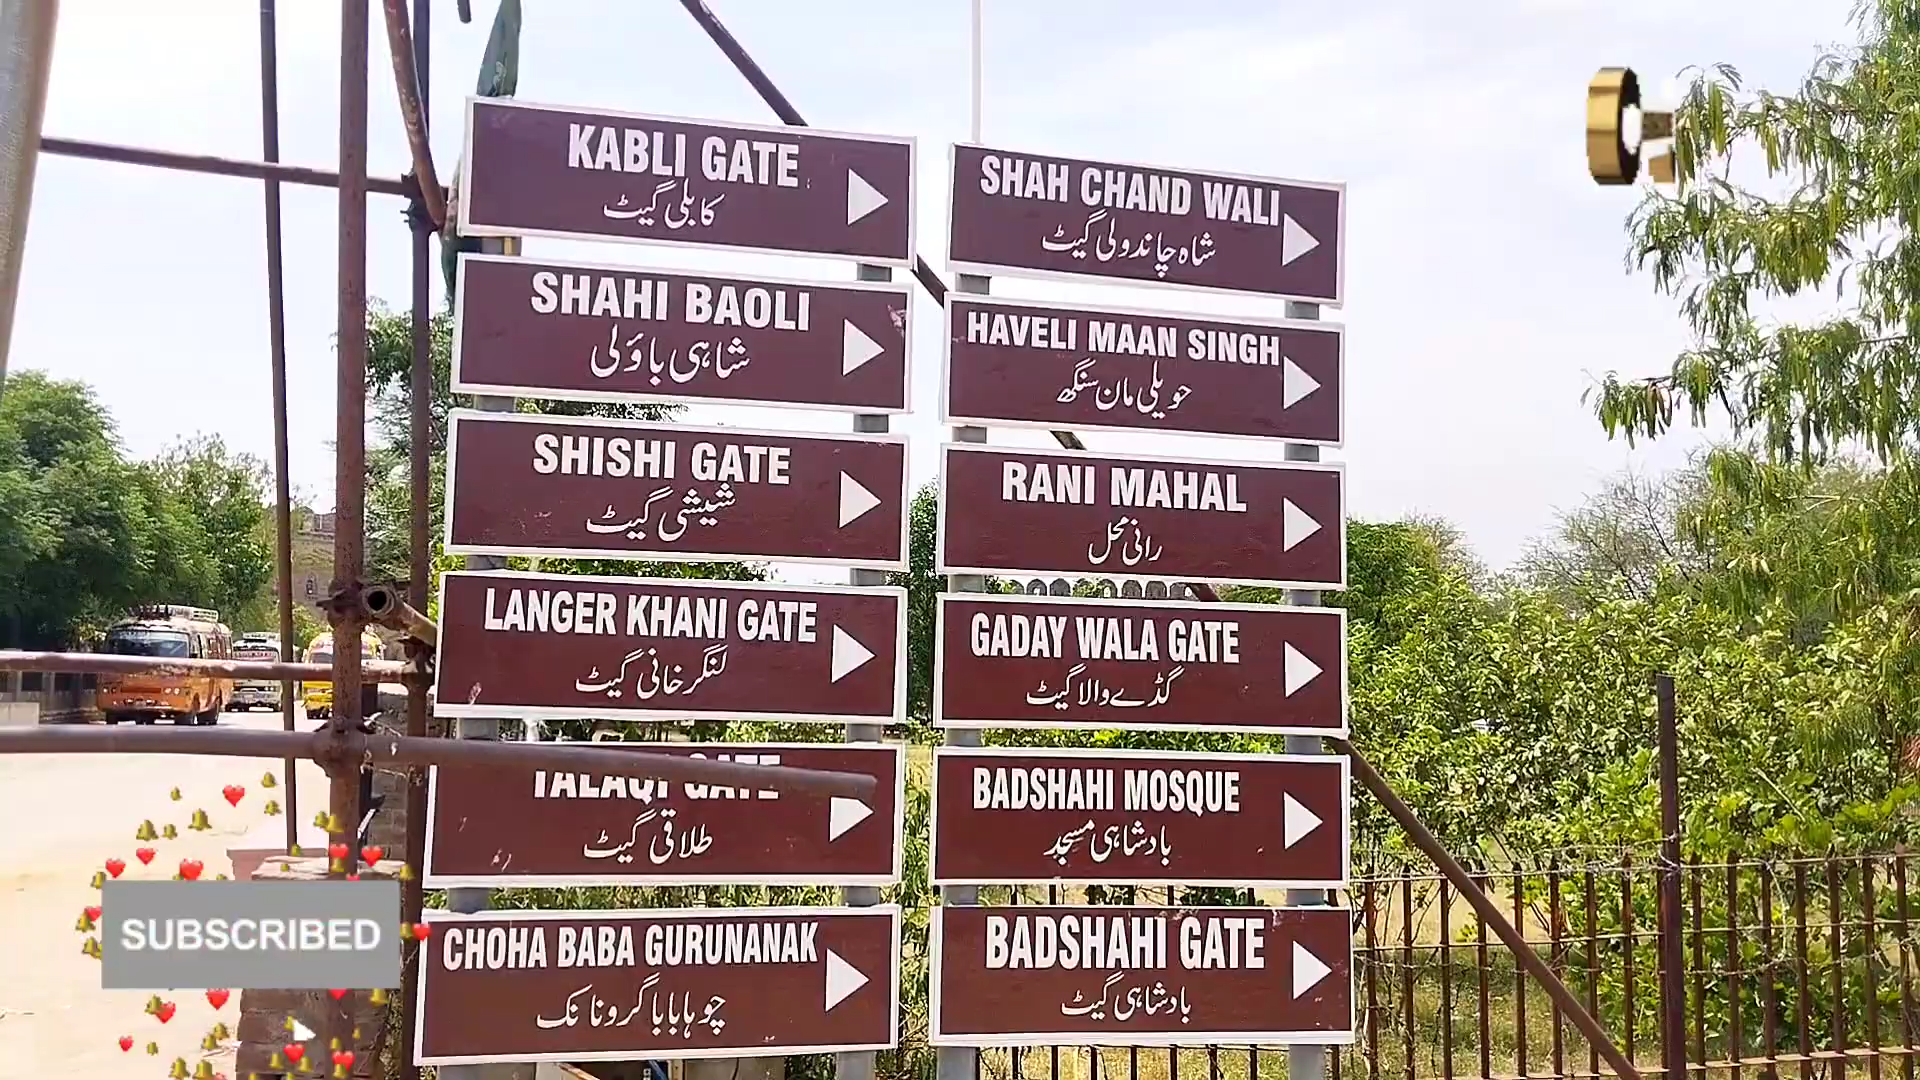 KABLI GATE
کابلی گیٹ
SHAHI BAOLI
شاہی باؤلی
SHISHI GATE
شیشی گیٹ
LANGER KHANI GATE
لنگر خانی گیٹ
TALAQI GATE
طلاقی گیٹ
CHOHA BABA GURUNANAK
چوہا بابا گرونانک
SHAH CHAND WALI
شاہ چاندولی گیٹ
HAVELI MAAN SINGH
حویلی مان سنگھ
RANI MAHAL
رانی محل
GADAY WALA GATE
گڈے والا گیٹ
BADSHAHI MOSQUE
بادشاہی مسجد
BADSHAHI GATE
بادشاہی گیٹ
SUBSCRIBED